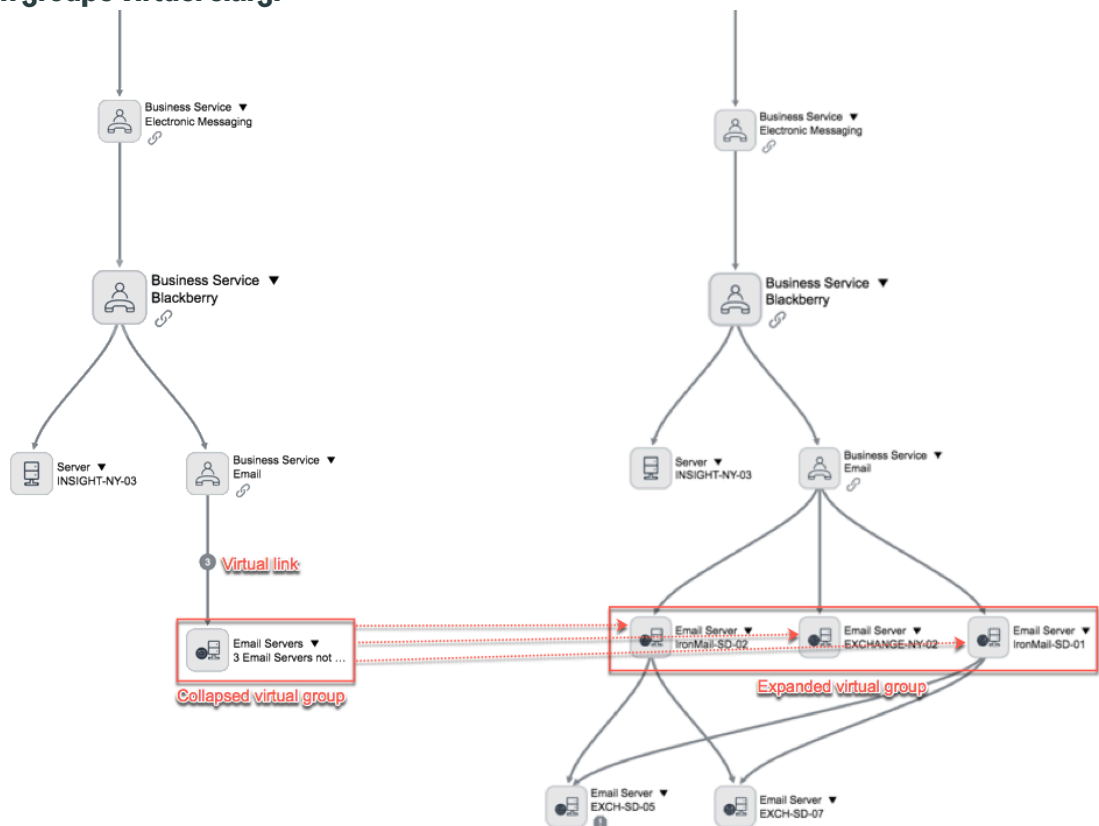 Business Service ▼
Electronic Messaging
Business Service ▼
Blackberry
Server ▼
INSIGHT-NY-03
Business Service ▼
Email
3
Virtual link
Email Servers ▼
3 Email Servers not ...
Collapsed virtual group
Business Service ▼
Electronic Messaging
Business Service ▼
Blackberry
Server ▼
INSIGHT-NY-03
Business Service ▼
Email
Email Server ▼
IronMail-SD-02
Email Server ▼
EXCHANGE-NY-02
Email Server ▼
IronMail-SD-01
Expanded virtual group
Email Server ▼
EXCH-SD-05
Email Server ▼
EXCH-SD-07